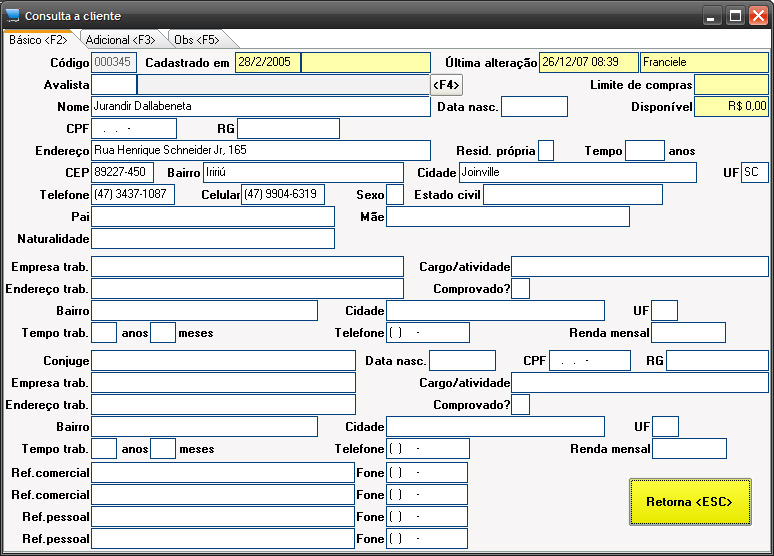 Consulta a cliente
Básico <F2> Adicional <F3> Obs <F5>
Código 000345 Cadastrado em 28/2/2005 Última alteração 26/12/07 08:39 Franciele
Avalista <F4> Limite de compras
Nome Jurandir Dallabeneta Data nasc. Disponível R$ 0,00
CPF . . - RG
Endereço Rua Henrique Schneider Jr, 165 Resid. própria Tempo anos
CEP 89227-450 Bairro Iririú Cidade Joinville UF SC
Telefone (47) 3437-1087 Celular (47) 9904-6319 Sexo Estado civil
Pai Mãe
Naturalidade
Empresa trab. Cargo/atividade
Endereço trab. Comprovado?
Bairro Cidade UF
Tempo trab. anos meses Telefone ( ) - Renda mensal
Conjuge Data nasc. CPF . . - RG
Empresa trab. Cargo/atividade
Endereço trab. Comprovado?
Bairro Cidade UF
Tempo trab. anos meses Telefone ( ) - Renda mensal
Ref.comercial Fone ( ) -
Ref.comercial Fone ( ) -
Ref.pessoal Fone ( ) -
Ref.pessoal Fone ( ) -
Retorna <ESC>